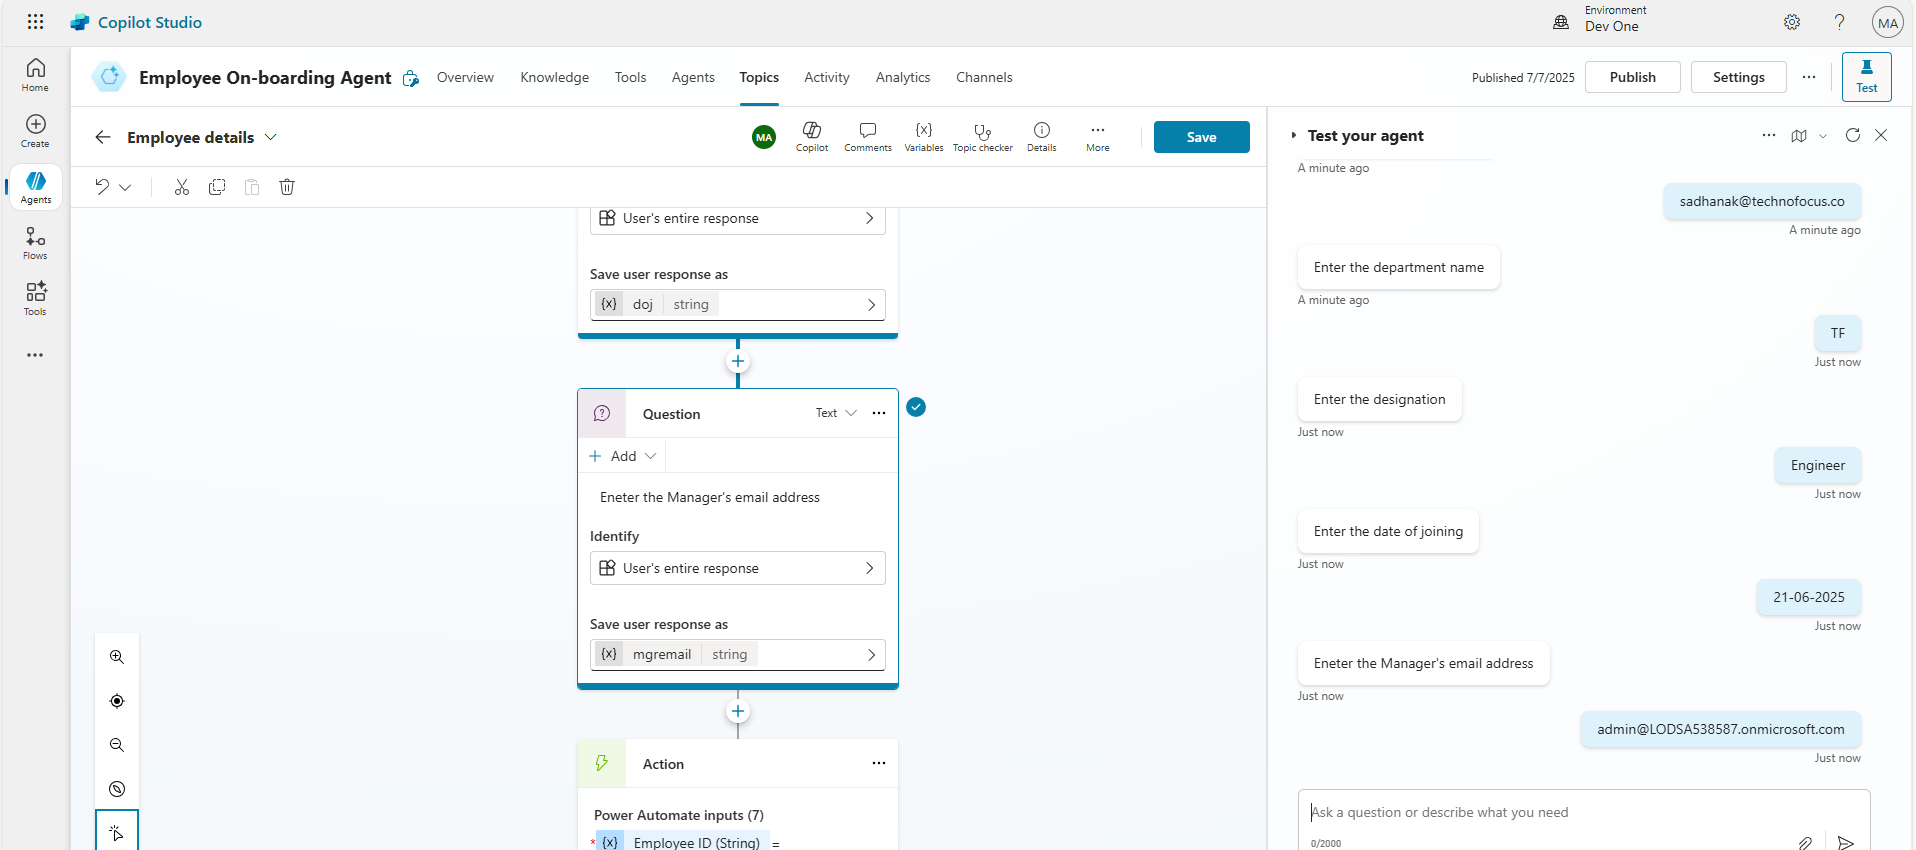 Copilot Studio
Environment
Dev One
MA
Home
Create
Agents
Flows
Tools
Employee On-boarding Agent
Overview
Knowledge
Tools
Agents
Topics
Activity
Analytics
Channels
Published 7/7/2025
Publish
Settings
Test
Employee details
MA
Copilot
Comments
Variables
Topic checker
Details
More
Save
User's entire response
Save user response as
{x} doj string
Question
Text
Add
Eneter the Manager's email address
Identify
User's entire response
Save user response as
{x} mgremail string
Action
Power Automate inputs (7)
* {x} Employee ID (String) =
Test your agent
A minute ago
sadhanak@technofocus.co
A minute ago
Enter the department name
A minute ago
TF
Just now
Enter the designation
Just now
Engineer
Just now
Enter the date of joining
Just now
21-06-2025
Just now
Eneter the Manager's email address
Just now
admin@LODSA538587.onmicrosoft.com
Just now
Ask a question or describe what you need
0/2000